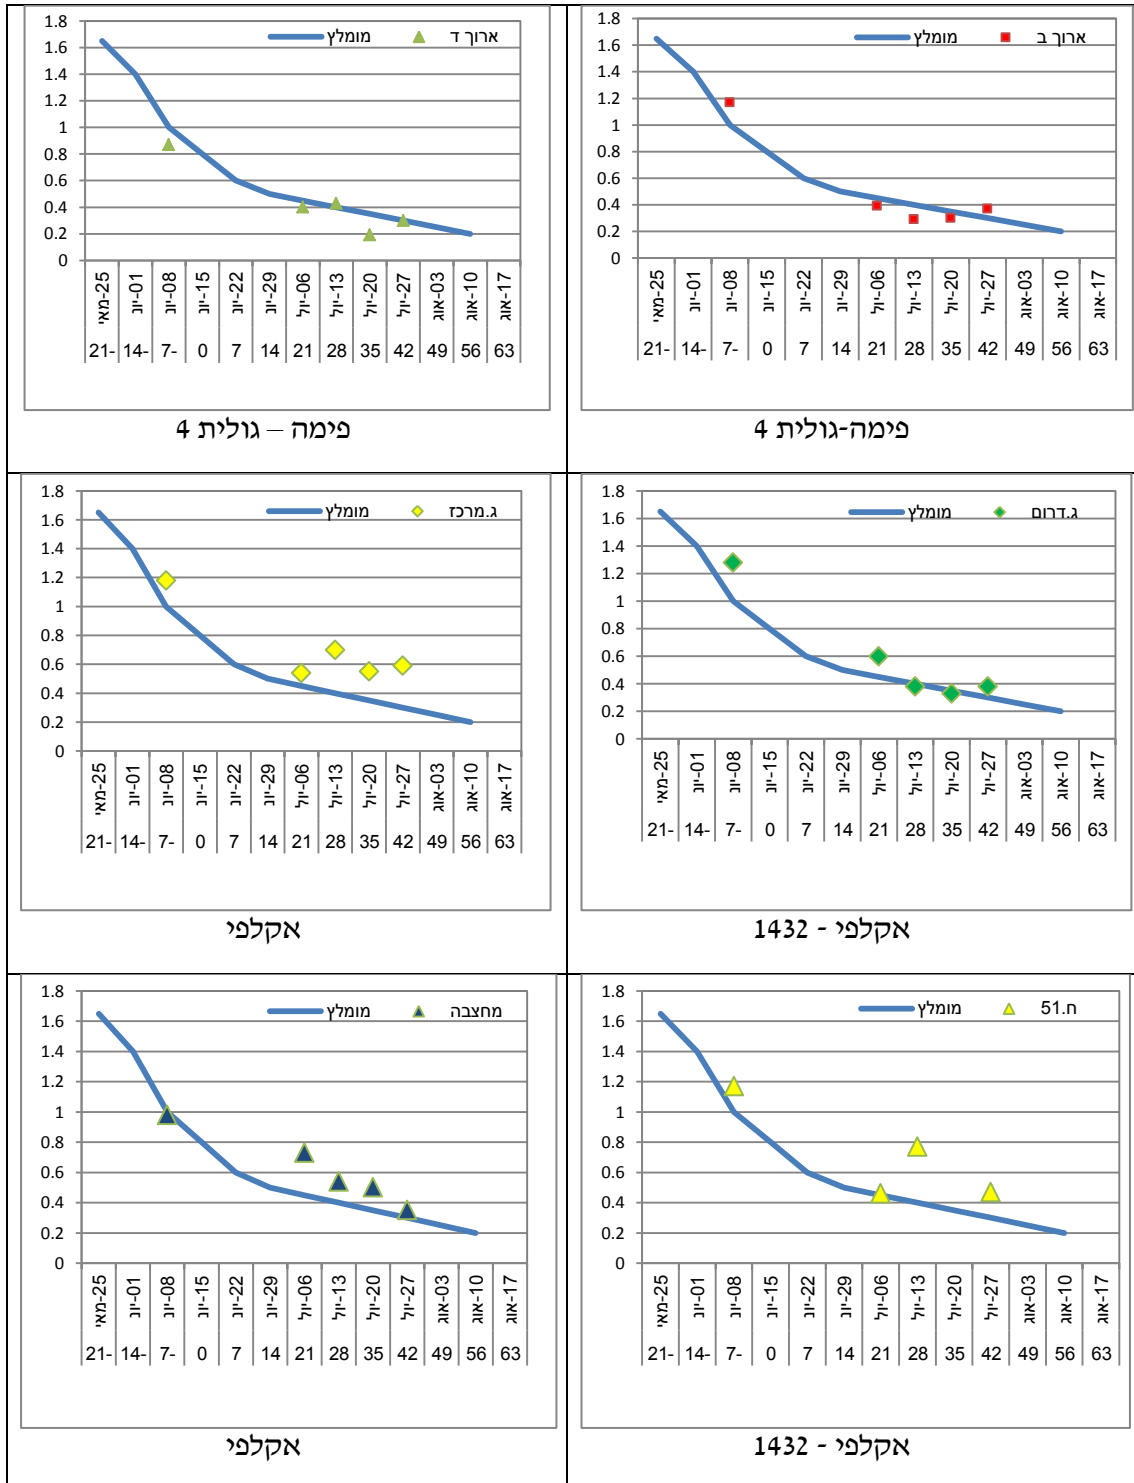 מומלץ ארוך ב
1.8
1.6
1.4
1.2
1
0.8
0.6
0.4
0.2
0
25-מאי 01-יונ 08-יונ 15-יונ 22-יונ 29-יונ 06-יול 13-יול 20-יול 27-יול 03-אוג 10-אוג 17-אוג
21- 14- 7- 0 7 14 21 28 35 42 49 56 63
פימה-גולית 4
מומלץ ארוך ד
1.8
1.6
1.4
1.2
1
0.8
0.6
0.4
0.2
0
25-מאי 01-יונ 08-יונ 15-יונ 22-יונ 29-יונ 06-יול 13-יול 20-יול 27-יול 03-אוג 10-אוג 17-אוג
21- 14- 7- 0 7 14 21 28 35 42 49 56 63
פימה – גולית 4
מומלץ ג.דרום
1.8
1.6
1.4
1.2
1
0.8
0.6
0.4
0.2
0
25-מאי 01-יונ 08-יונ 15-יונ 22-יונ 29-יונ 06-יול 13-יול 20-יול 27-יול 03-אוג 10-אוג 17-אוג
21- 14- 7- 0 7 14 21 28 35 42 49 56 63
אקלפי - 1432
מומלץ ג.מרכז
1.8
1.6
1.4
1.2
1
0.8
0.6
0.4
0.2
0
25-מאי 01-יונ 08-יונ 15-יונ 22-יונ 29-יונ 06-יול 13-יול 20-יול 27-יול 03-אוג 10-אוג 17-אוג
21- 14- 7- 0 7 14 21 28 35 42 49 56 63
אקלפי
מומלץ ח.51
1.8
1.6
1.4
1.2
1
0.8
0.6
0.4
0.2
0
25-מאי 01-יונ 08-יונ 15-יונ 22-יונ 29-יונ 06-יול 13-יול 20-יול 27-יול 03-אוג 10-אוג 17-אוג
21- 14- 7- 0 7 14 21 28 35 42 49 56 63
אקלפי - 1432
מומלץ מחצבה
1.8
1.6
1.4
1.2
1
0.8
0.6
0.4
0.2
0
25-מאי 01-יונ 08-יונ 15-יונ 22-יונ 29-יונ 06-יול 13-יול 20-יול 27-יול 03-אוג 10-אוג 17-אוג
21- 14- 7- 0 7 14 21 28 35 42 49 56 63
אקלפי